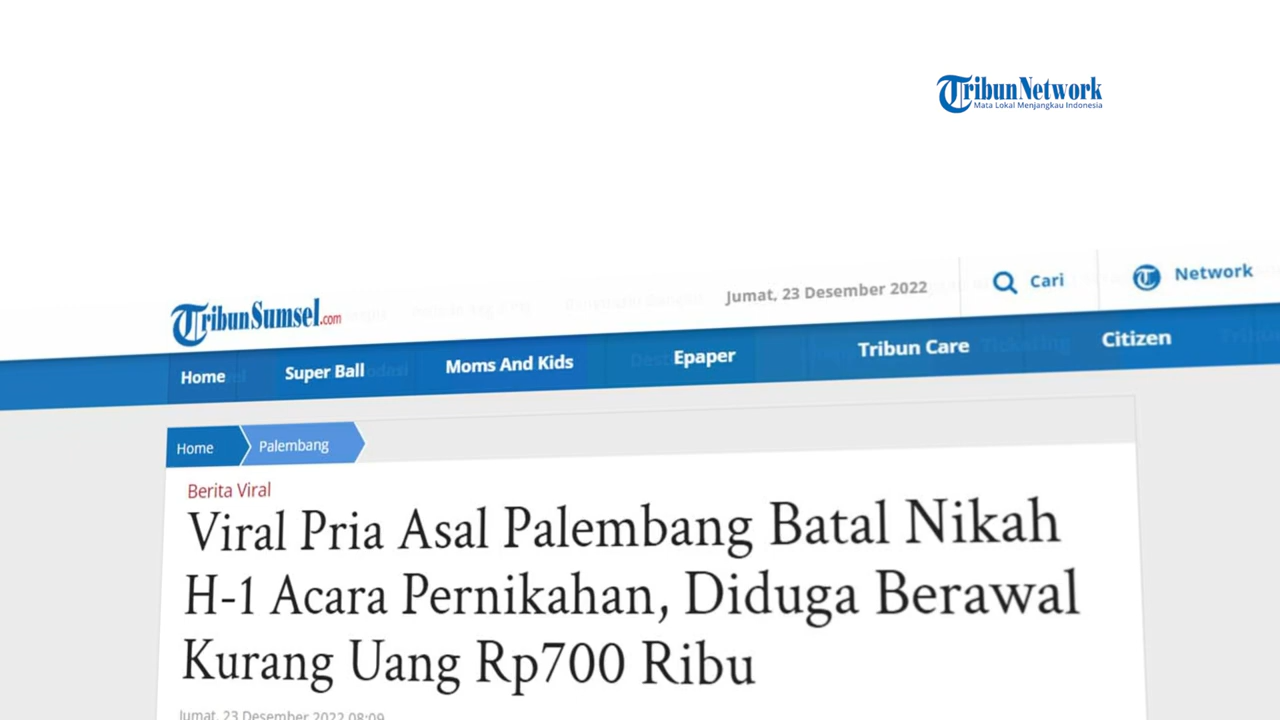 TribunNetwork
Mata Lokal Menjangkau Indonesia
TribunSumsel.com
Jumat, 23 Desember 2022
Cari
Network
Home
Super Ball
Moms And Kids
Epaper
Tribun Care
Citizen
Home
Palembang
Berita Viral
Viral Pria Asal Palembang Batal Nikah
H-1 Acara Pernikahan, Diduga Berawal
Kurang Uang Rp700 Ribu
Jumat, 23 Desember 2022 08:09